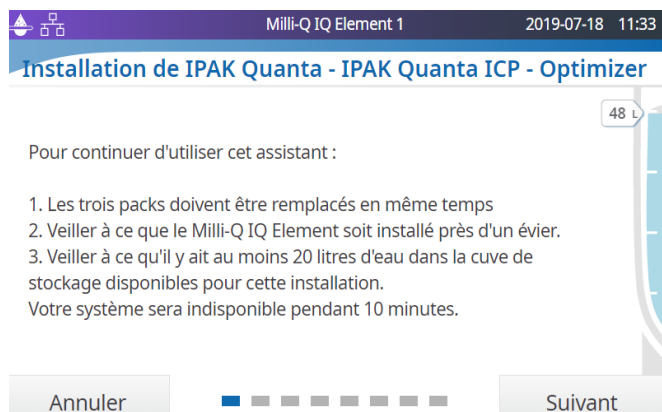 Milli-Q IQ Element 1 2019-07-18 11:33
Installation de IPAK Quanta - IPAK Quanta ICP - Optimizer
48 L
Pour continuer d'utiliser cet assistant :
1. Les trois packs doivent être remplacés en même temps
2. Veiller à ce que le Milli-Q IQ Element soit installé près d'un évier.
3. Veiller à ce qu'il y ait au moins 20 litres d'eau dans la cuve de
stockage disponibles pour cette installation.
Votre système sera indisponible pendant 10 minutes.
Annuler Suivant